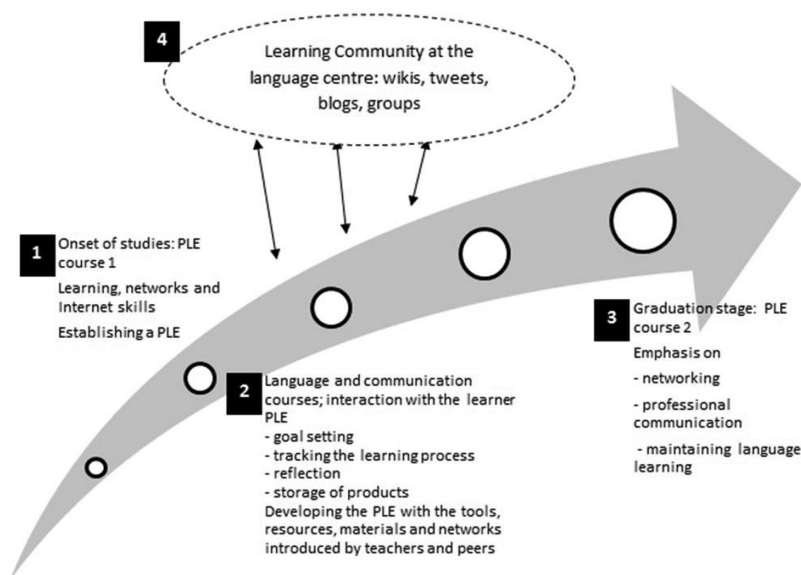 4
Learning Community at the
language centre: wikis, tweets,
blogs, groups
1
Onset of studies: PLE
course 1
Learning, networks and
Internet skills
Establishing a PLE
2
Language and communication
courses; interaction with the learner
PLE
- goal setting
- tracking the learning process
- reflection
- storage of products
Developing the PLE with the tools,
resources, materials and networks
introduced by teachers and peers
3
Graduation stage: PLE
course 2
Emphasis on
- networking
- professional
communication
- maintaining language
learning